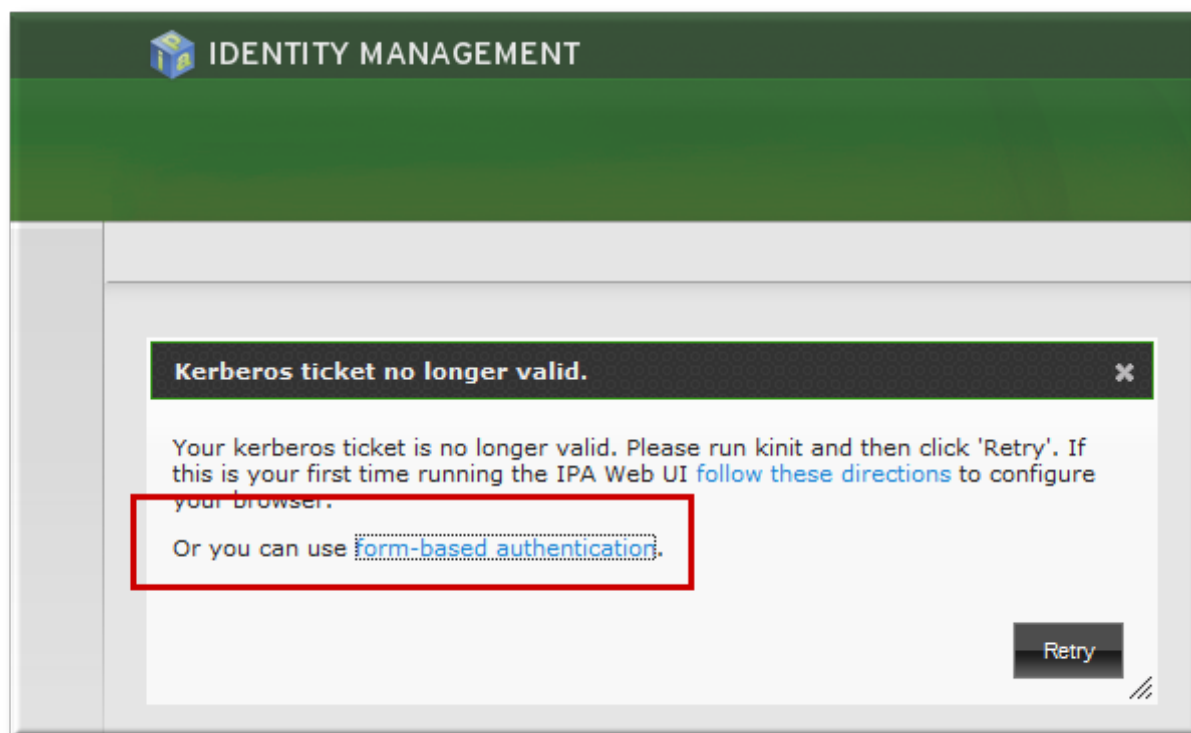 IDENTITY MANAGEMENT
Kerberos ticket no longer valid.
Your kerberos ticket is no longer valid. Please run kinit and then click 'Retry'. If
this is your first time running the IPA Web UI follow these directions to configure
your browser.
Or you can use form-based authentication.
Retry